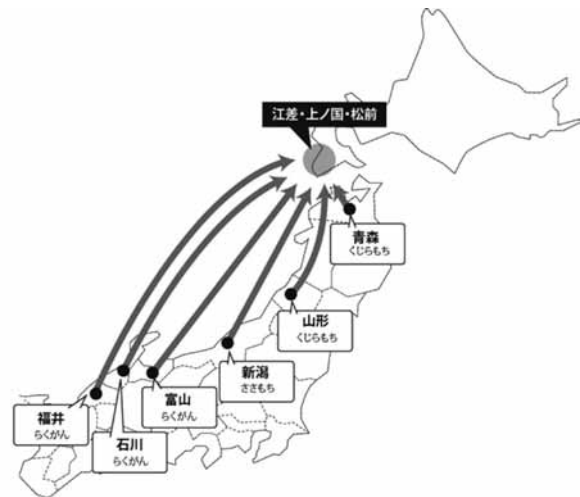 江差・上ノ国・松前
青森
くじらもち
山形
くじらもち
新潟
ささもち
富山
らくがん
石川
らくがん
福井
らくがん